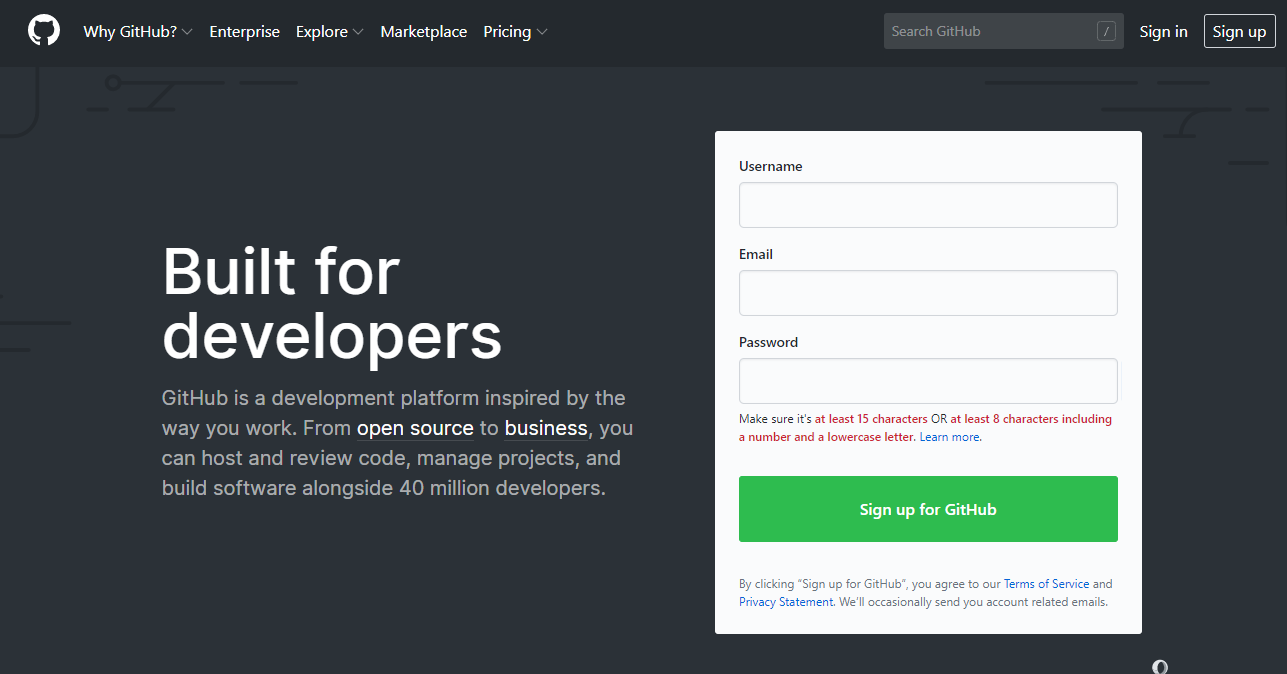 Why GitHub? Enterprise Explore Marketplace Pricing Search GitHub / Sign in Sign up
Built for
developers
GitHub is a development platform inspired by the
way you work. From open source to business, you
can host and review code, manage projects, and
build software alongside 40 million developers.
Username
Email
Password
Make sure it's at least 15 characters OR at least 8 characters including
a number and a lowercase letter. Learn more.
Sign up for GitHub
By clicking “Sign up for GitHub”, you agree to our Terms of Service and
Privacy Statement. We’ll occasionally send you account related emails.